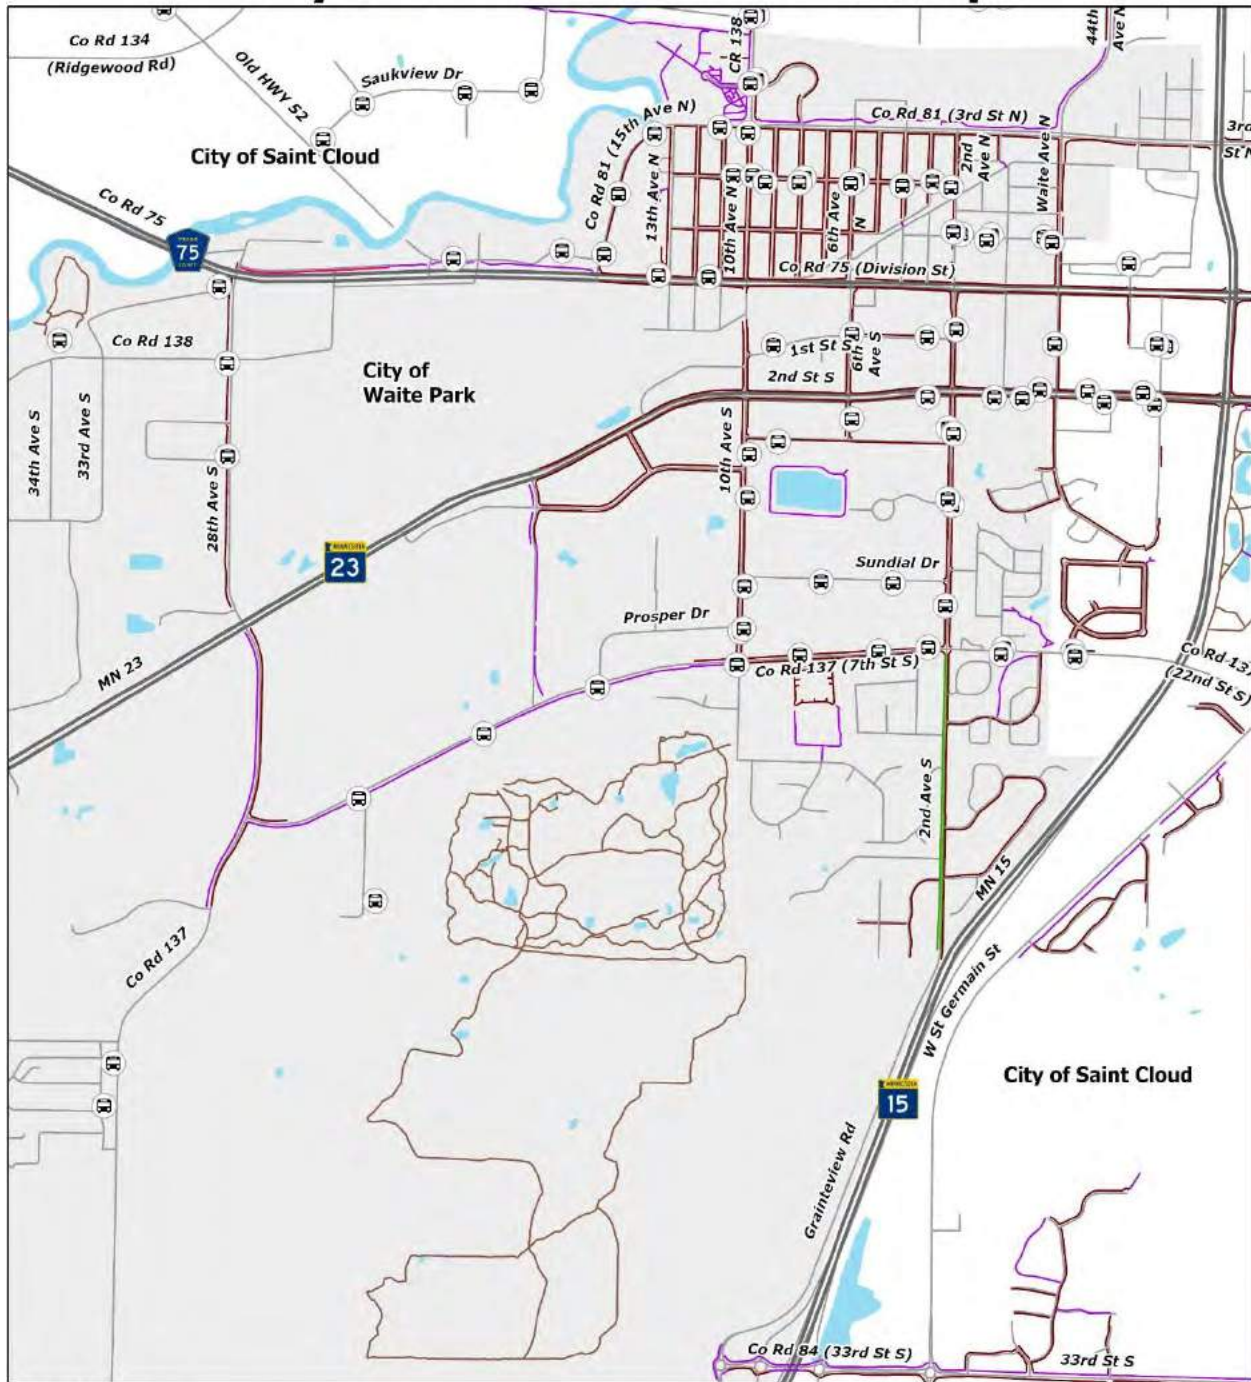 Co Rd 134
(Ridgewood Rd)
Old HWY 52
Saukview Dr
CR 138
44th
Ave N
City of Saint Cloud
Co Rd 81 (15th Ave N)
Co Rd 81 (3rd St N)
3rd
St N
13th Ave N
10th Ave N
6th Ave
N
2nd
Ave N
Waite Ave N
Co Rd 75
75
Co Rd 75 (Division St)
Co Rd 138
City of
Waite Park
1st St S
6th
Ave S
2nd St S
34th Ave S
33rd Ave S
28th Ave S
10th Ave S
MINNESOTA
23
Sundial Dr
Prosper Dr
MN 23
Co Rd 137 (7th St S)
Co Rd 137
(22nd St S)
2nd Ave S
MN 15
Co Rd 137
W St Germain St
City of Saint Cloud
MINNESOTA
15
Grainteview Rd
Co Rd 84 (33rd St S)
33rd St S